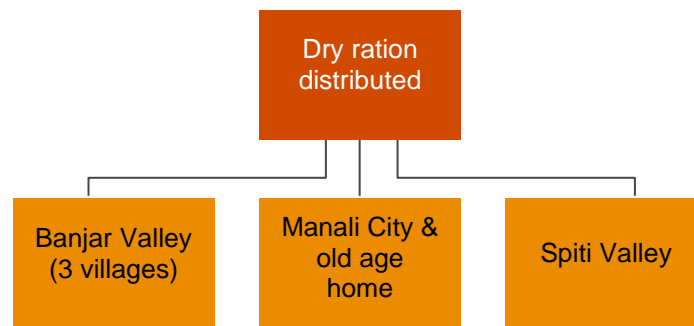 Dry ration
distributed
Banjar Valley
(3 villages)
Manali City &
old age
home
Spiti Valley